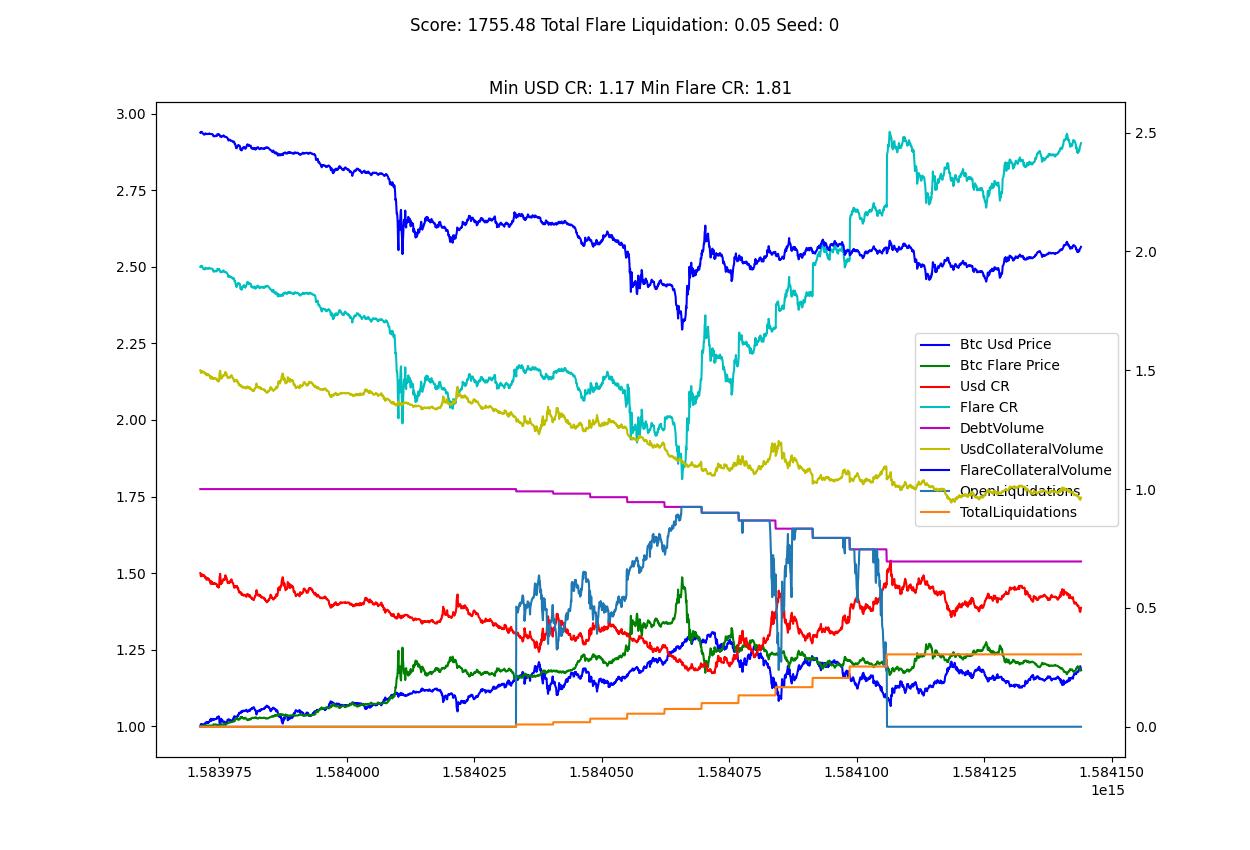 Score: 1755.48 Total Flare Liquidation: 0.05 Seed: 0
Min USD CR: 1.17 Min Flare CR: 1.81
3.00
2.75
2.50
2.25
2.00
1.75
1.50
1.25
1.00
2.5
2.0
1.5
1.0
0.5
0.0
Btc Usd Price
Btc Flare Price
Usd CR
Flare CR
DebtVolume
UsdCollateralVolume
FlareCollateralVolume
OpenLiquidations
TotalLiquidations
1.583975 1.584000 1.584025 1.584050 1.584075 1.584100 1.584125 1.584150
1e15